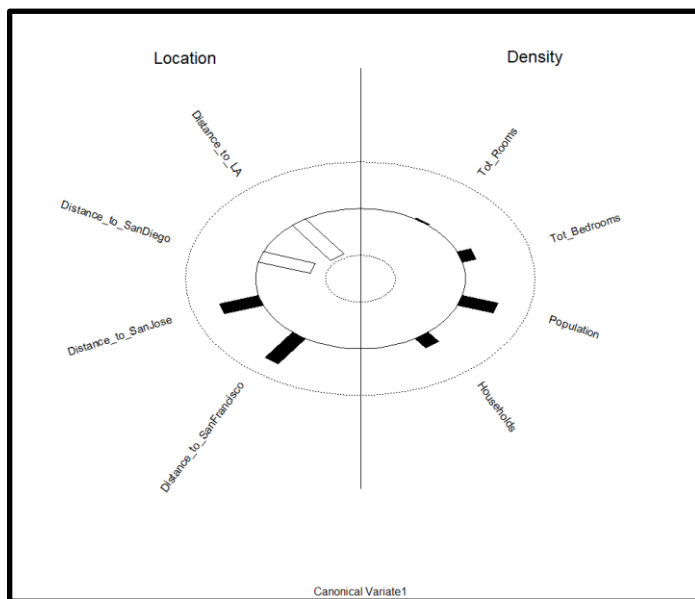 Location
Density
Distance_to_LA
Tot_Rooms
Distance_to_SanDiego
Tot_Bedrooms
Distance_to_SanJose
Population
Distance_to_SanFrancisco
Households
Canonical Variate1